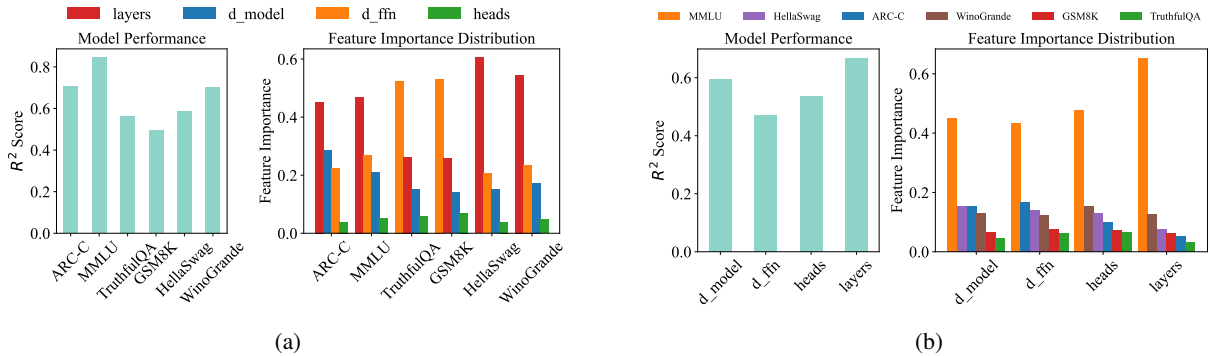 layers d_model d_ffn heads
Model Performance
R² Score
0.8
0.6
0.4
0.2
0.0
ARC-C
MMLU
TruthfulQA
GSM8K
HellaSwag
WinoGrande
Feature Importance Distribution
Feature Importance
0.6
0.4
0.2
0.0
ARC-C
MMLU
TruthfulQA
GSM8K
HellaSwag
WinoGrande
(a)
MMLU HellaSwag ARC-C WinoGrande GSM8K TruthfulQA
Model Performance
R² Score
0.6
0.4
0.2
0.0
d_model
d_ffn
heads
layers
Feature Importance Distribution
Feature Importance
0.6
0.4
0.2
0.0
d_model
d_ffn
heads
layers
(b)